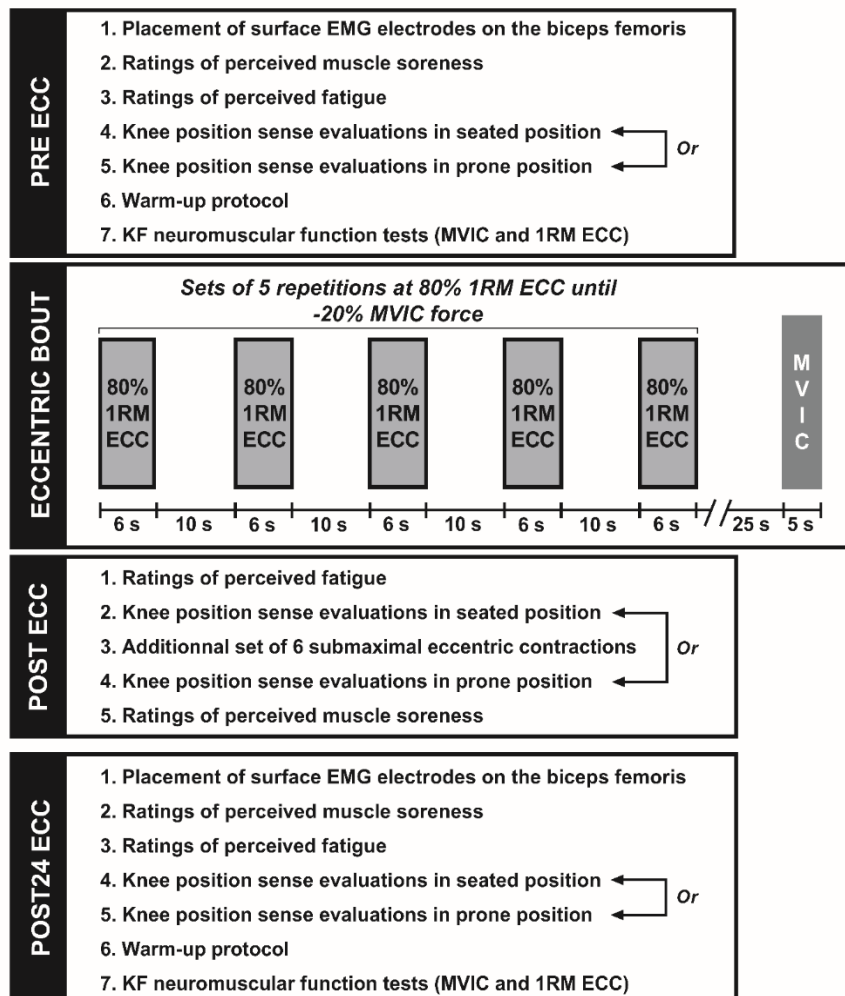 PRE ECC
1. Placement of surface EMG electrodes on the biceps femoris
2. Ratings of perceived muscle soreness
3. Ratings of perceived fatigue
4. Knee position sense evaluations in seated position
5. Knee position sense evaluations in prone position
Or
6. Warm-up protocol
7. KF neuromuscular function tests (MVIC and 1RM ECC)
ECCENTRIC BOUT
Sets of 5 repetitions at 80% 1RM ECC until
-20% MVIC force
80%
1RM
ECC
80%
1RM
ECC
80%
1RM
ECC
80%
1RM
ECC
80%
1RM
ECC
M
V
I
C
6 s 10 s 6 s 10 s 6 s 10 s 6 s 10 s 6 s 25 s 5 s
POST ECC
1. Ratings of perceived fatigue
2. Knee position sense evaluations in seated position
3. Additionnal set of 6 submaximal eccentric contractions
Or
4. Knee position sense evaluations in prone position
5. Ratings of perceived muscle soreness
POST24 ECC
1. Placement of surface EMG electrodes on the biceps femoris
2. Ratings of perceived muscle soreness
3. Ratings of perceived fatigue
4. Knee position sense evaluations in seated position
Or
5. Knee position sense evaluations in prone position
6. Warm-up protocol
7. KF neuromuscular function tests (MVIC and 1RM ECC)